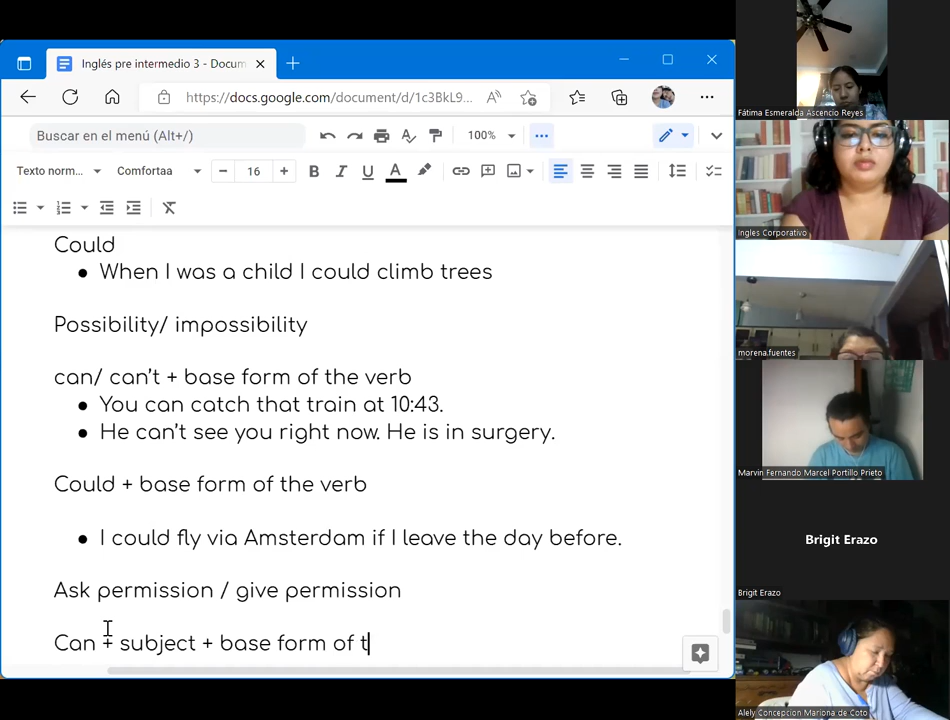 Inglés pre intermedio 3 - Docum
https://docs.google.com/document/d/1c3BkL9...
Buscar en el menú (Alt+/)
100%
Texto norm...
Comfortaa
16
Could
● When I was a child I could climb trees
Possibility/ impossibility
can/ can't + base form of the verb
● You can catch that train at 10:43.
● He can't see you right now. He is in surgery.
Could + base form of the verb
● I could fly via Amsterdam if I leave the day before.
Ask permission / give permission
Can + subject + base form of t
Fátima Esmeralda Ascencio Reyes
Ingles Corporativo
morena.fuentes
Marvin Fernando Marcel Portillo Prieto
Brigit Erazo
Brigit Erazo
Alely Concepcion Mariona de Coto